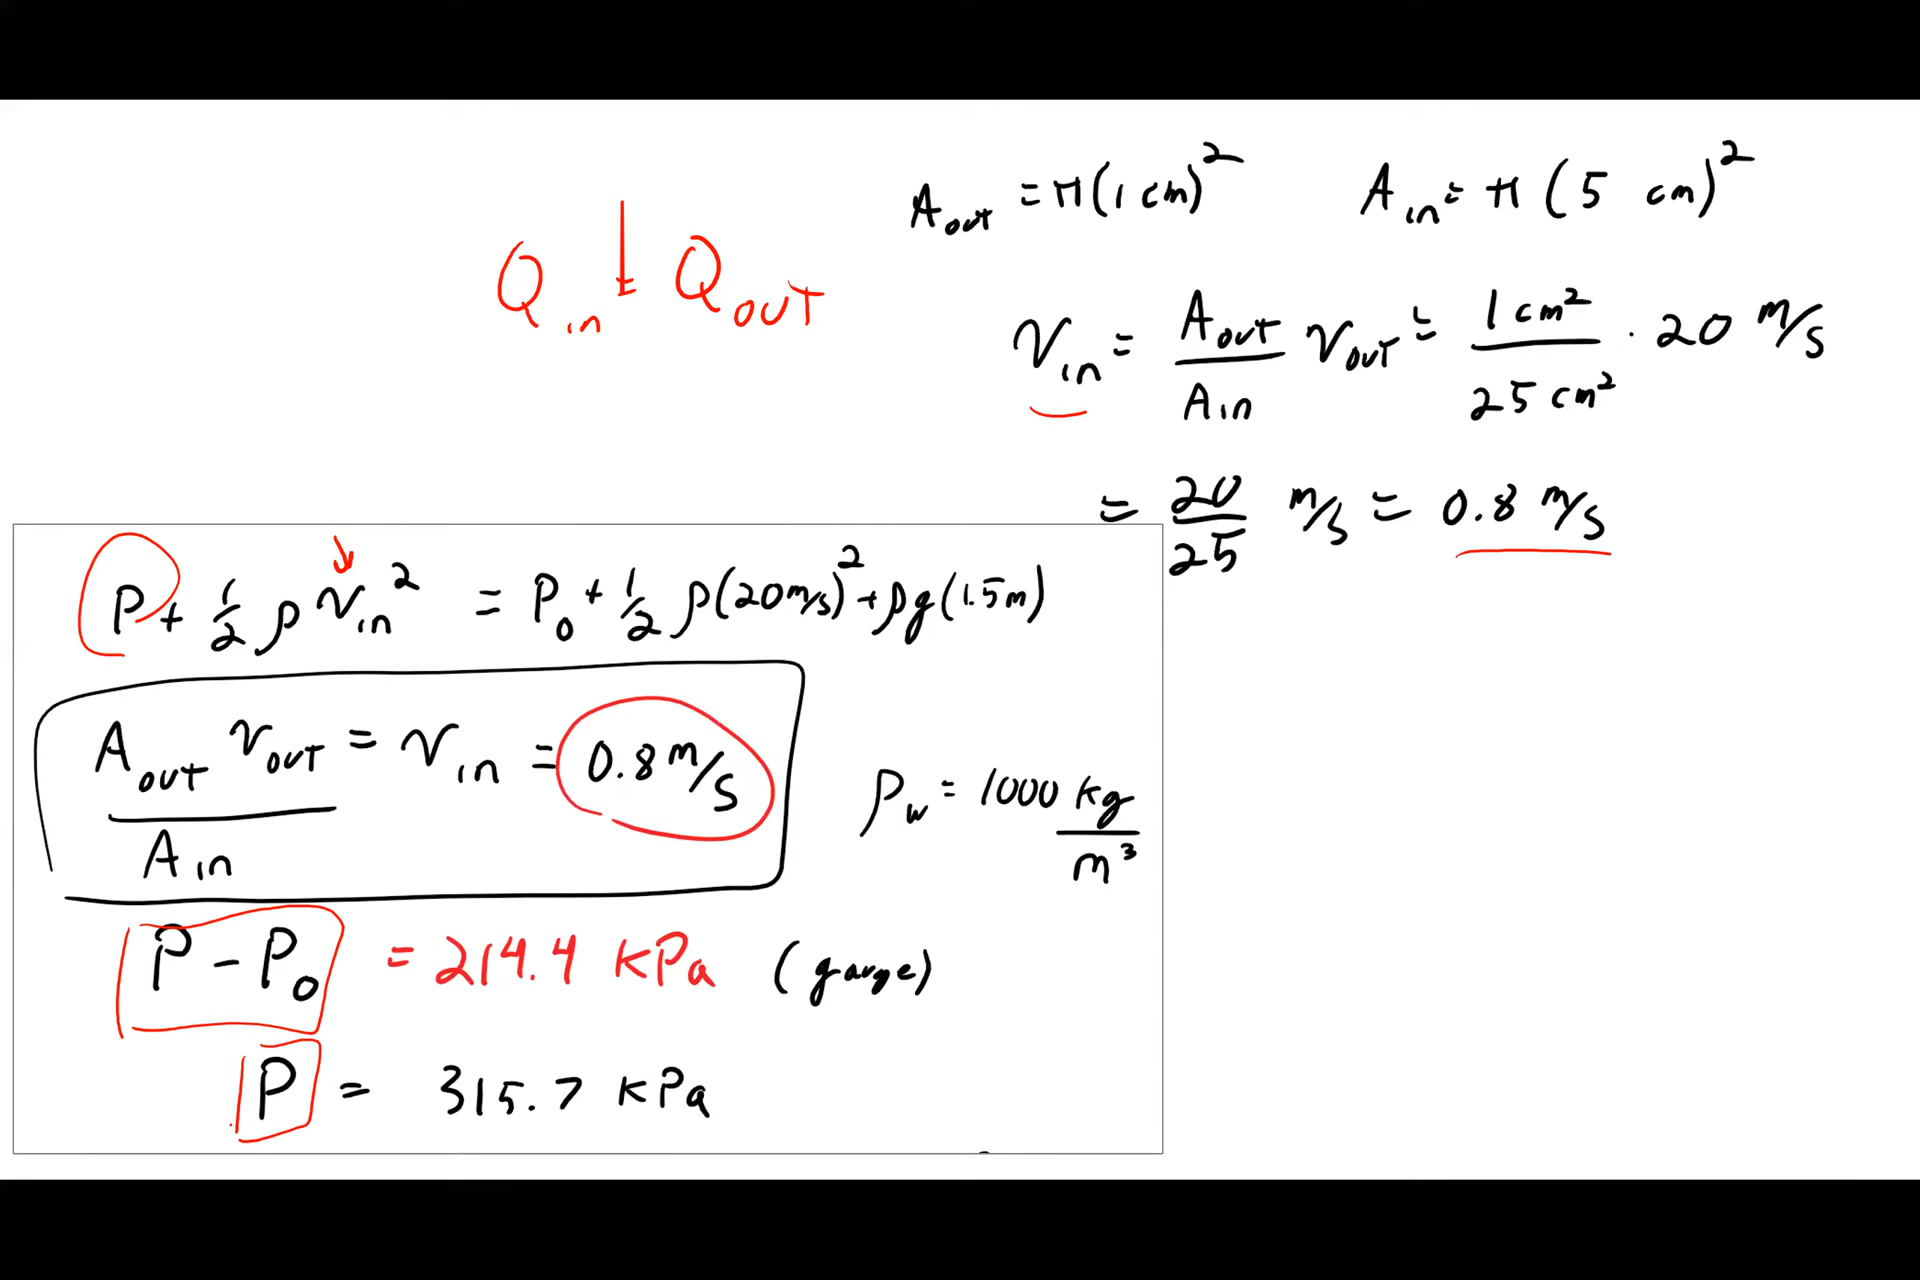 A_out = π(1 cm)²   A_in = π(5 cm)²
Q_in = Q_OUT
V_in = A_out/A_in V_OUT = 1 cm²/25 cm² · 20 m/s
= 20/25 m/s = 0.8 m/s
P + 1/2 ρ V_in² = P_0 + 1/2 ρ(20 m/s)² + ρg(1.5m)
A_out V_out/A_in = V_in = 0.8 m/s
ρ_w = 1000 kg/m³
P - P_0 = 214.4 kPa (gauge)
P = 315.7 kPa